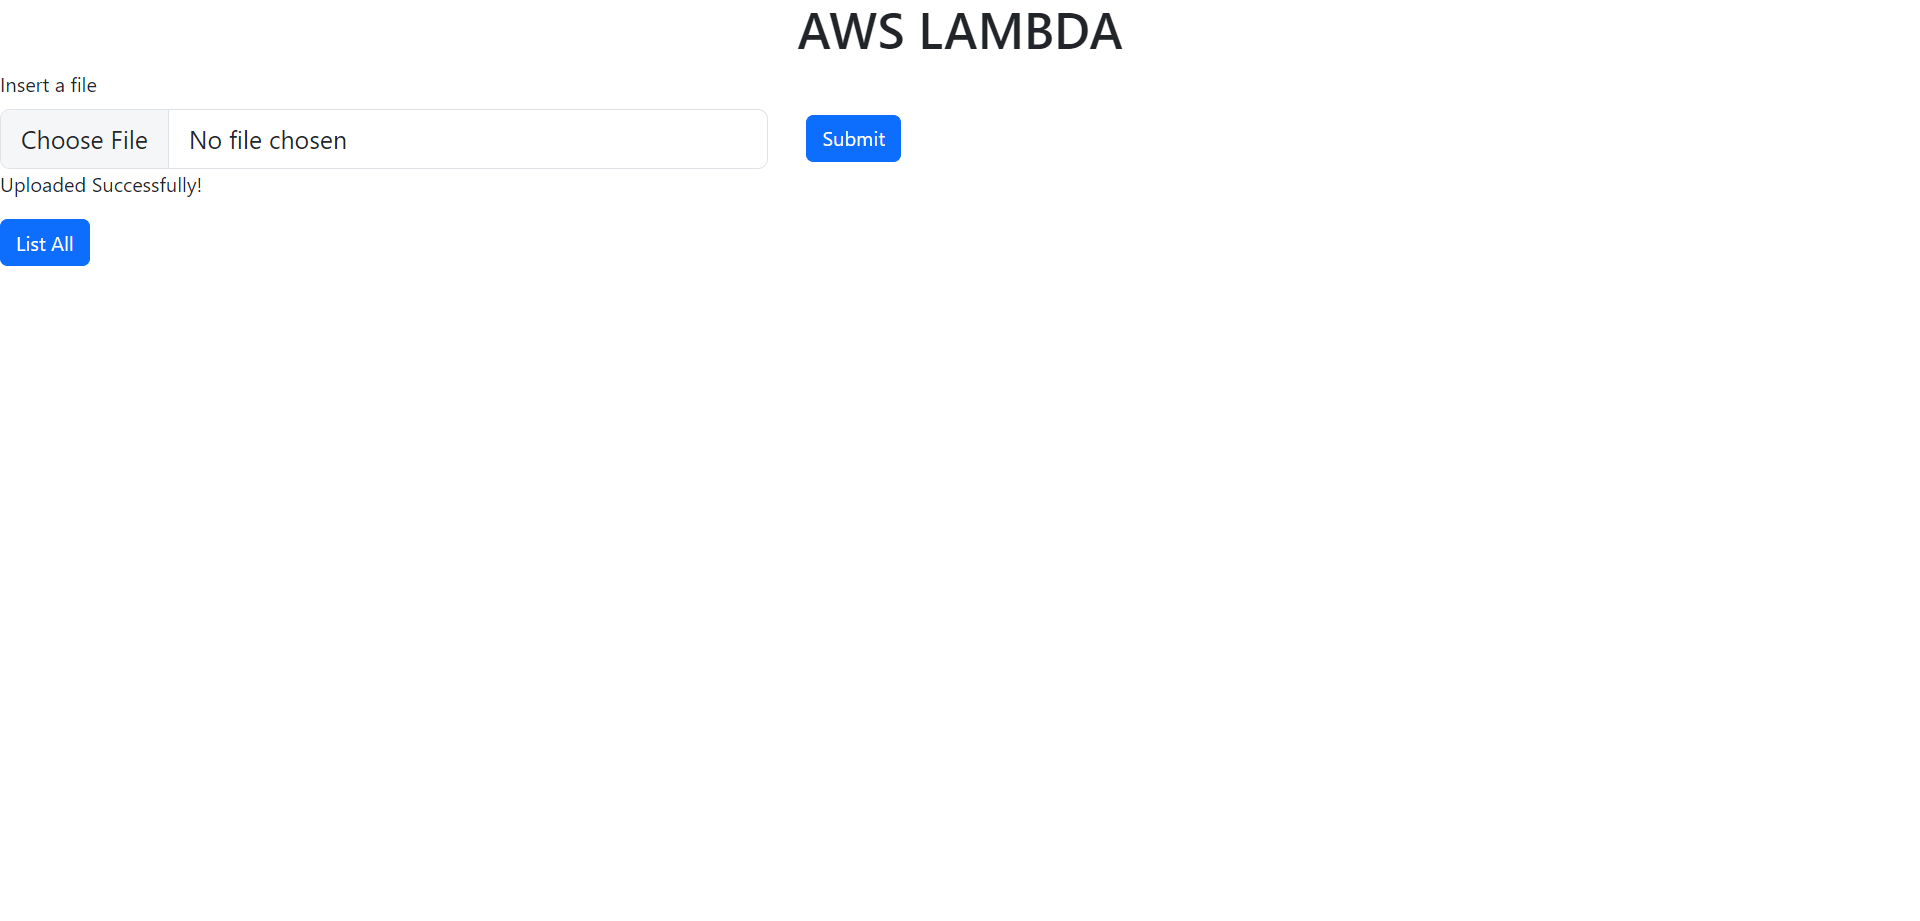 AWS LAMBDA
Insert a file
Choose File No file chosen Submit
Uploaded Successfully!
List All